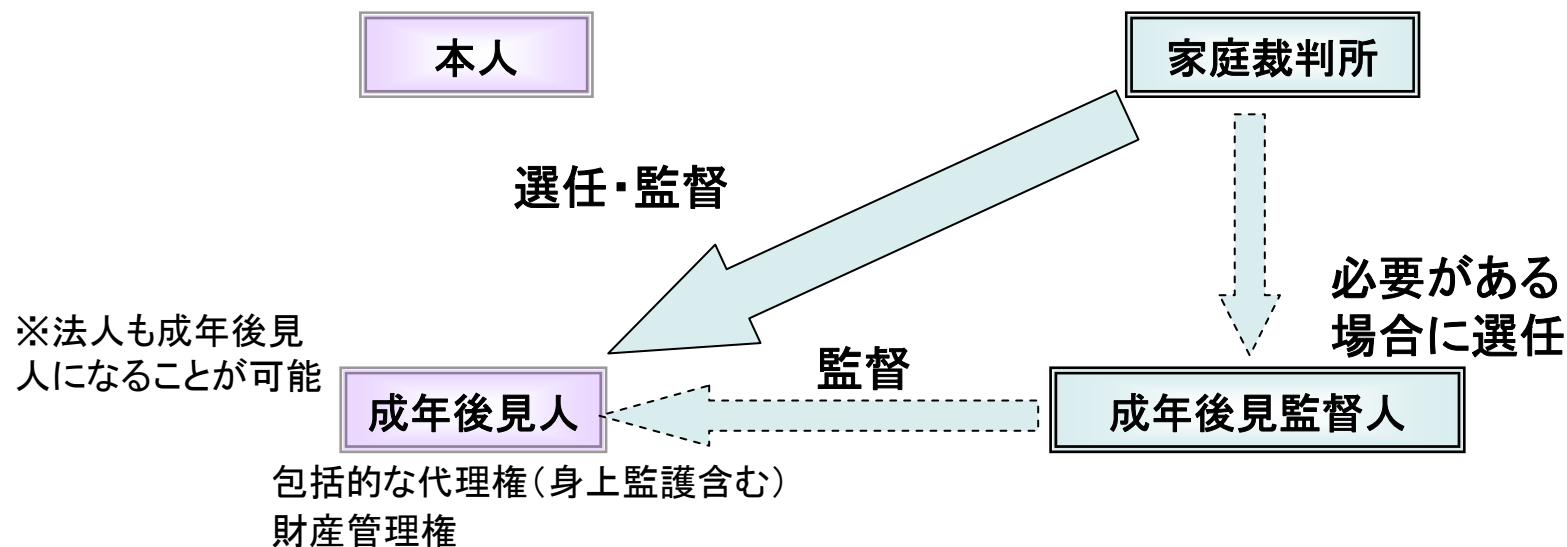 本人
家庭裁判所
選任・監督
必要がある
場合に選任
※法人も成年後見
人になることが可能
監督
成年後見人
成年後見監督人
包括的な代理権（身上監護含む）
財産管理権